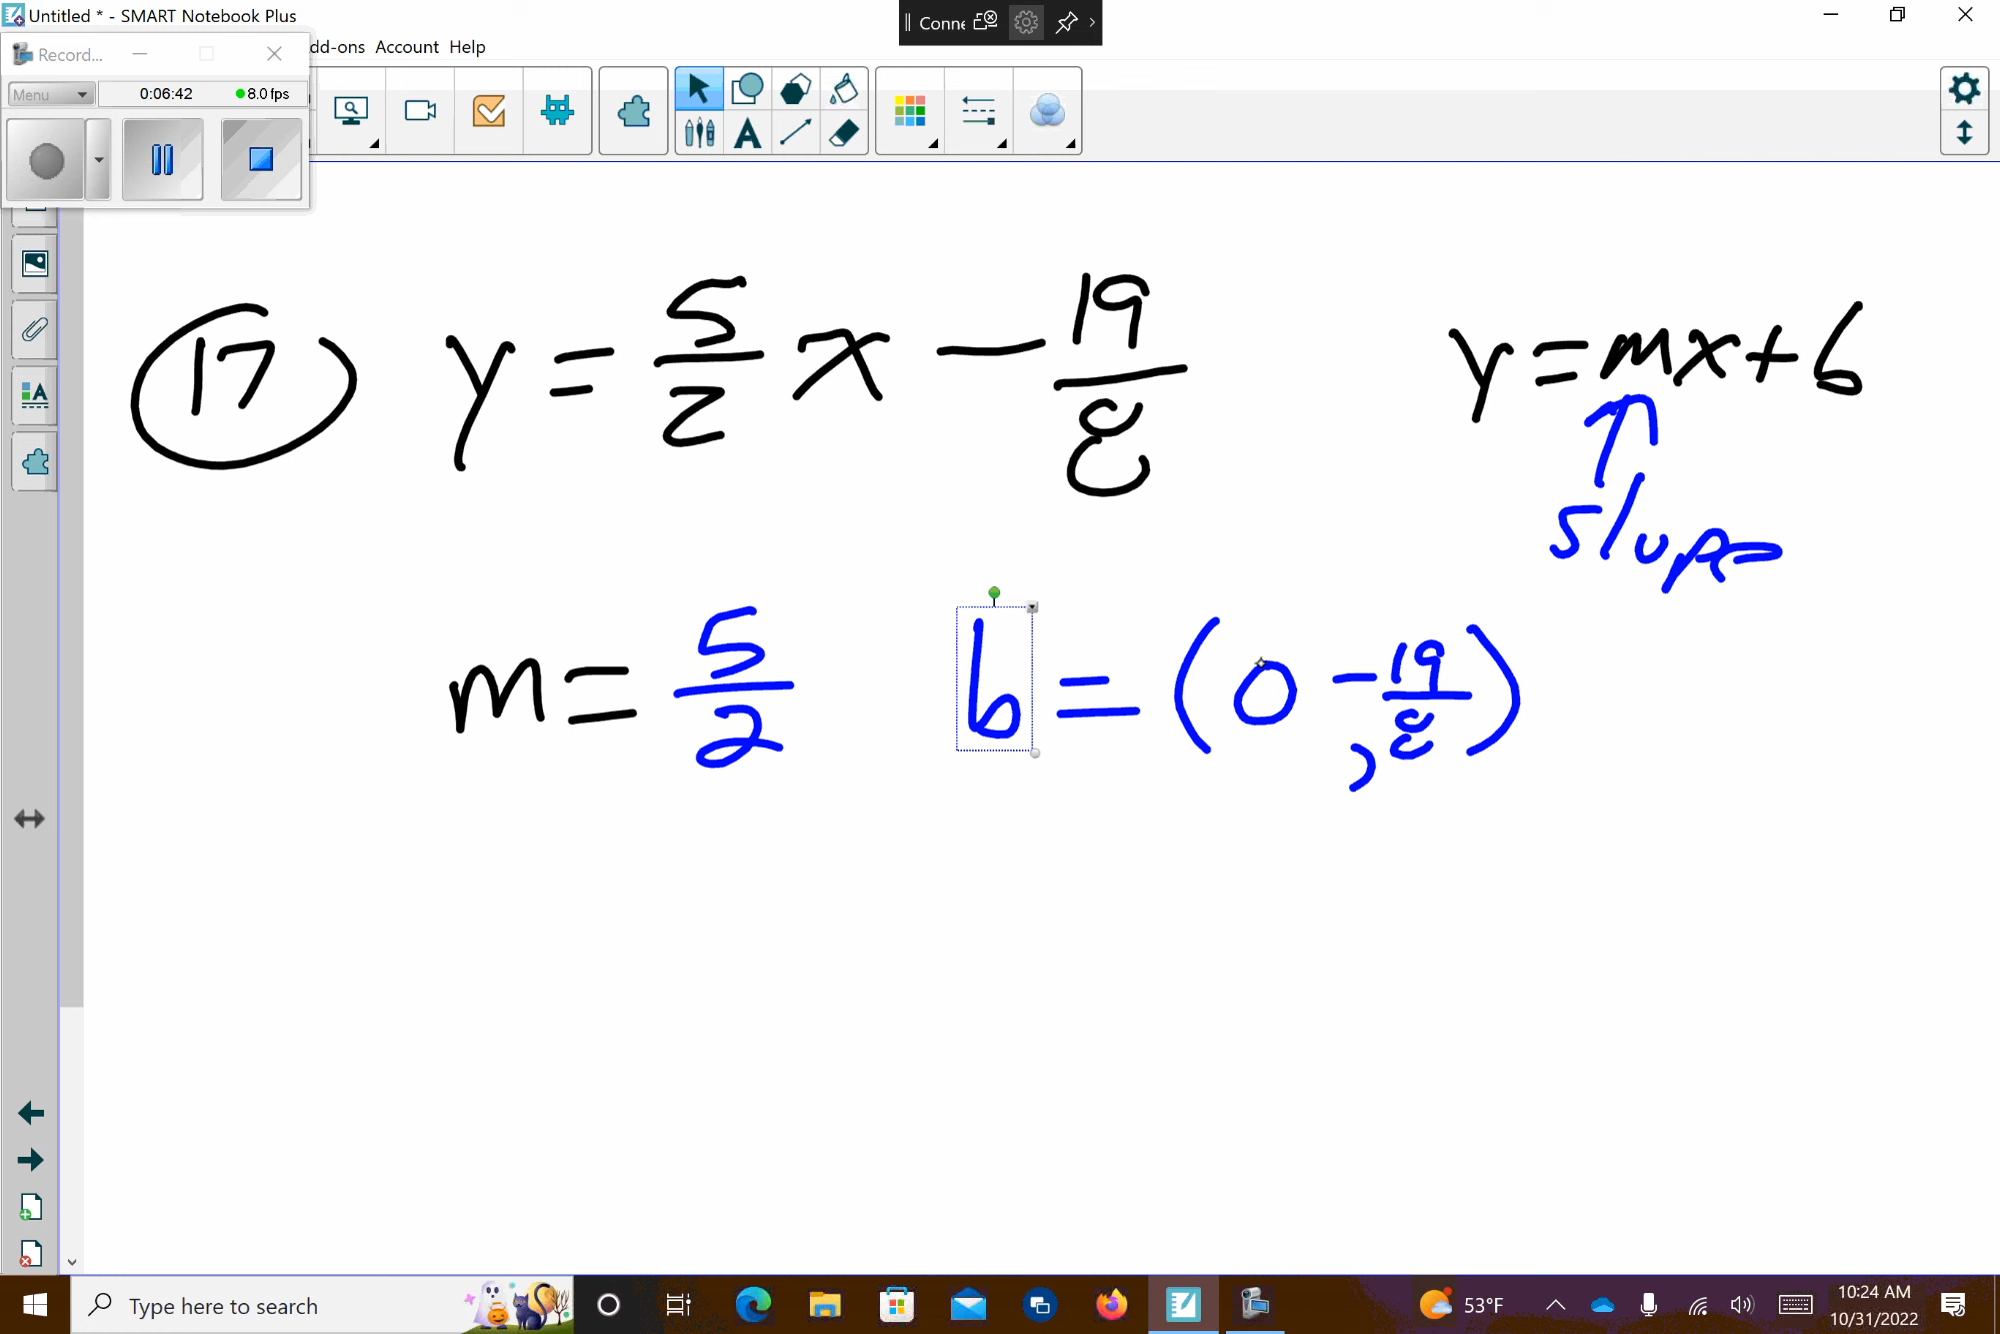 Untitled * - SMART Notebook Plus
Conne
Record...
dd-ons Account Help
Menu 0:06:42 8.0 fps
17 y = 5/2 x - 19/8 y = mx + b
slope
m = 5/2 b = (0, -19/8)
Type here to search
53°F
10:24 AM
10/31/2022